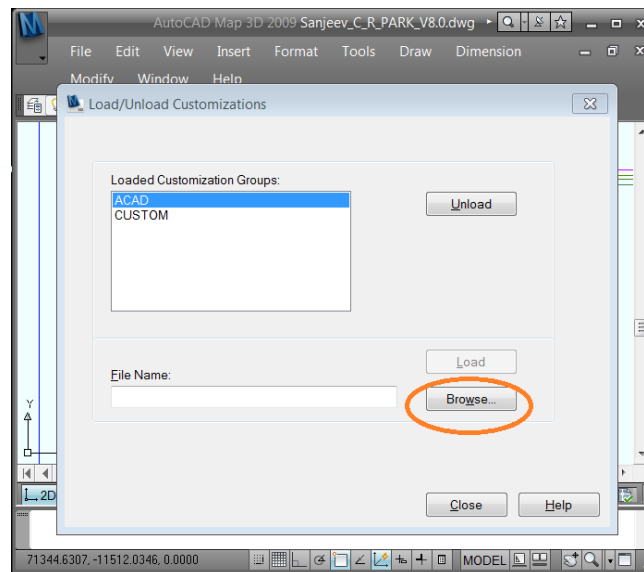 AutoCAD Map 3D 2009 Sanjeev_C_R_PARK_V8.0.dwg
File Edit View Insert Format Tools Draw Dimension
Modify Window Help
Load/Unload Customizations
Loaded Customization Groups:
ACAD
CUSTOM
Unload
Load
File Name:
Browse...
Y
2D
Close Help
71344.6307, -11512.0346, 0.0000 MODEL